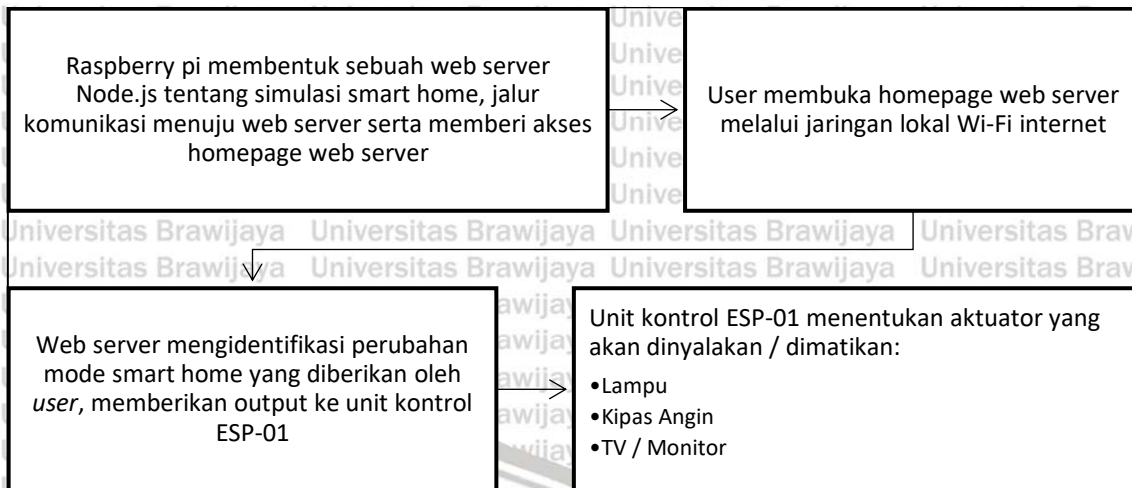 Raspberry pi membentuk sebuah web server
Node.js tentang simulasi smart home, jalur
komunikasi menuju web server serta memberi akses
homepage web server
User membuka homepage web server
melalui jaringan lokal Wi-Fi internet
Universitas Brawijaya Universitas Brawijaya Universitas Brawijaya Universitas Braw
Universitas Brawijaya Universitas Brawijaya Universitas Brawijaya Universitas Braw
Web server mengidentifikasi perubahan
mode smart home yang diberikan oleh
user, memberikan output ke unit kontrol
ESP-01
Unit kontrol ESP-01 menentukan aktuator yang
akan dinyalakan / dimatikan:
•Lampu
•Kipas Angin
•TV / Monitor